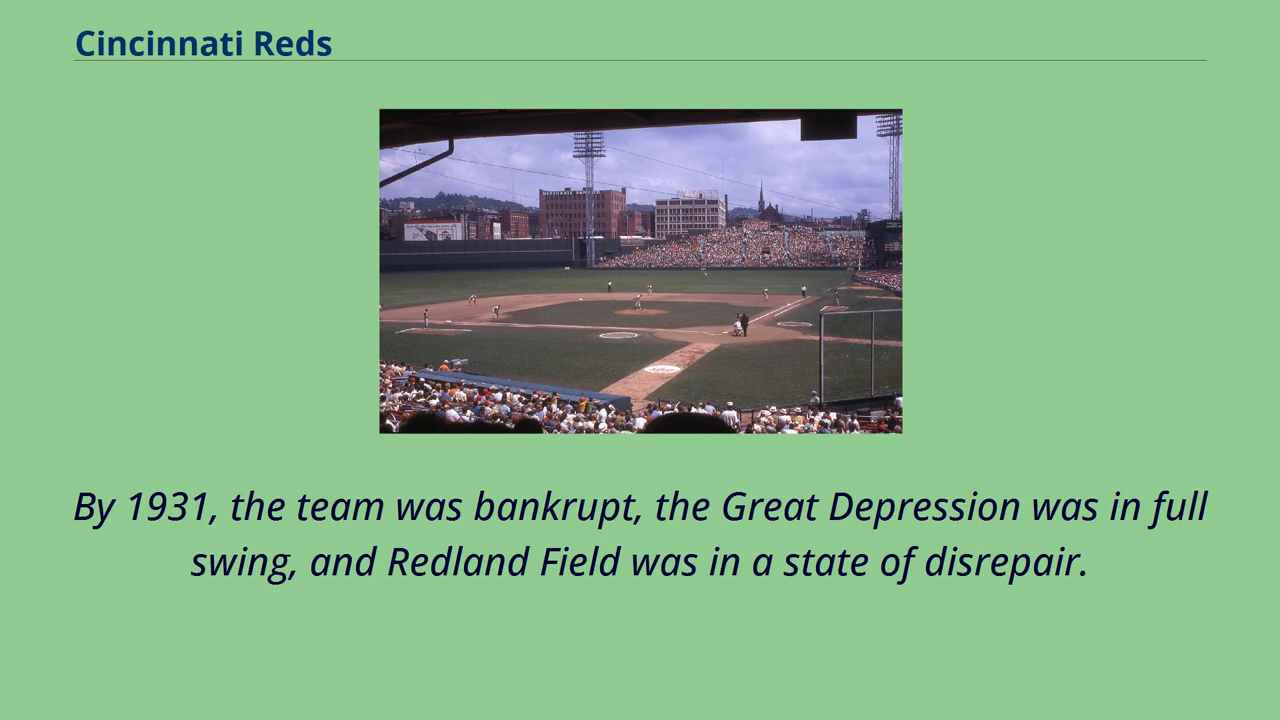 Cincinnati Reds
By 1931, the team was bankrupt, the Great Depression was in full
swing, and Redland Field was in a state of disrepair.